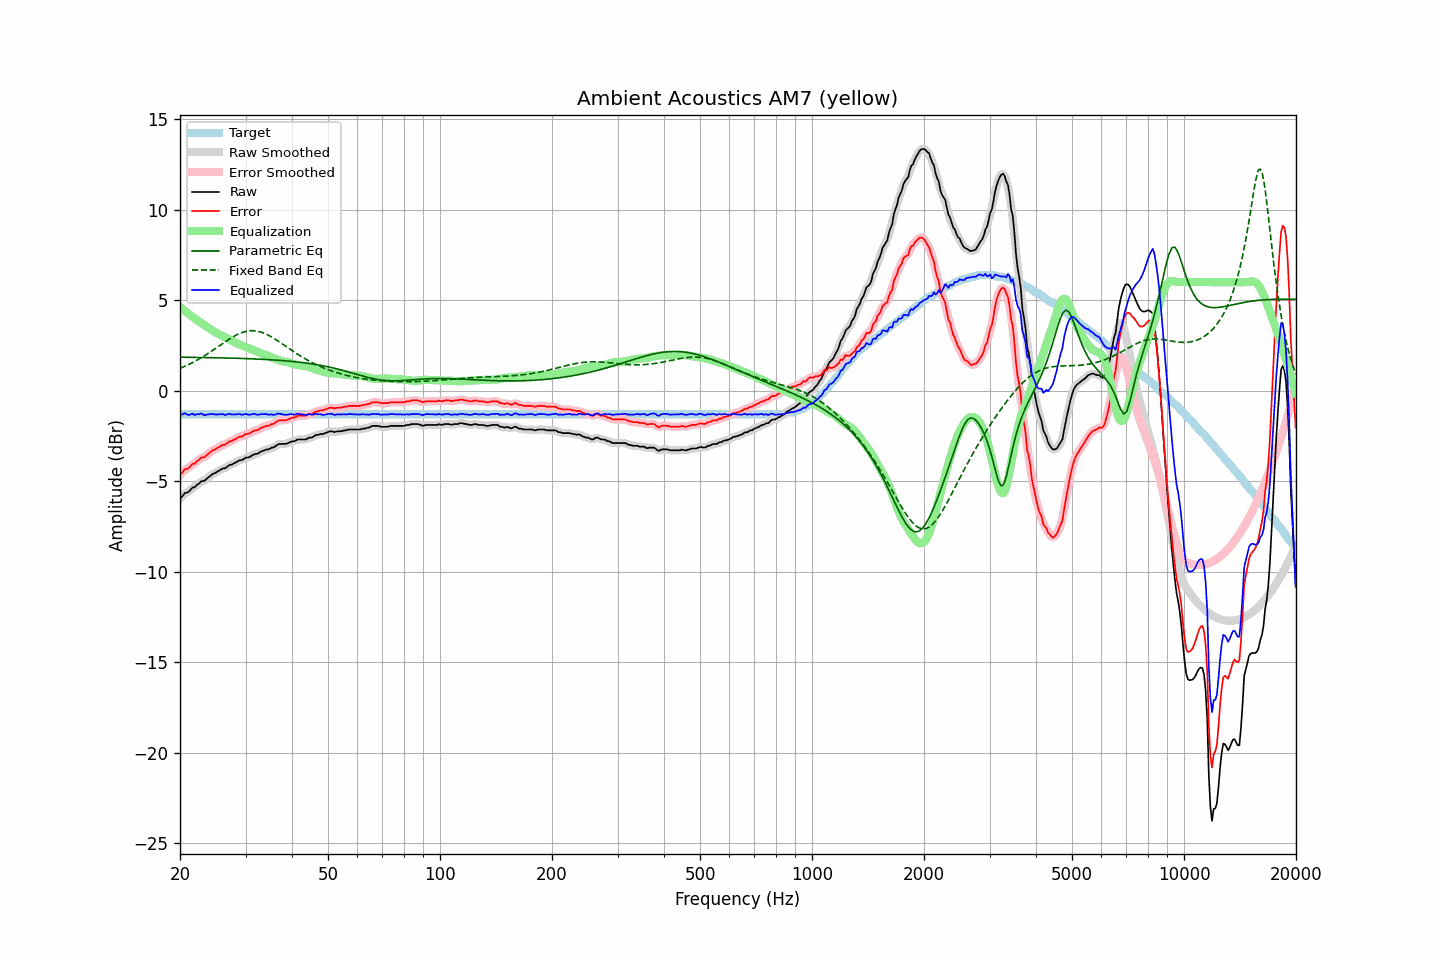 Ambient Acoustics AM7 (yellow)
15
10
5
0
−5
−10
−15
−20
−25
Amplitude (dBr)
Target
Raw Smoothed
Error Smoothed
Raw
Error
Equalization
Parametric Eq
Fixed Band Eq
Equalized
20 50 100 200 500 1000 2000 5000 10000 20000
Frequency (Hz)